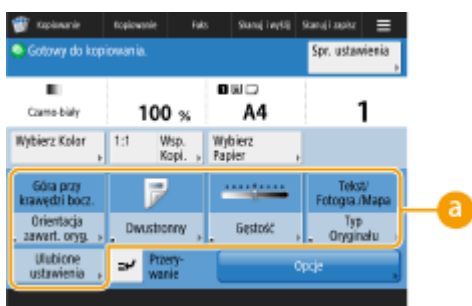 Kopiowanie Kopiowanie Faks Skanuj i wyślij Skanuj i zapisz
Gotowy do kopiowania. Spr. ustawienia
Czarno-biały 100 % A4 1
Wybierz Kolor 1:1 Wsp. Kopi. Wybierz Papier
Góra przy krawędzi bocz. Tekst/ Fotogra./Mapa
Orientacja zawart. oryg. Dwustronny Gęstość Typ Oryginału
Ulubione ustawienia Przery- wanie Opcje
a